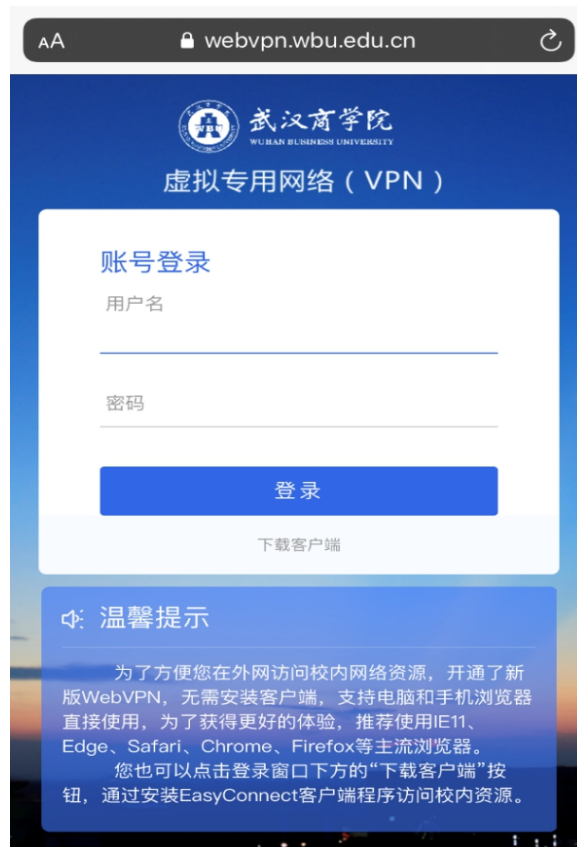 AA webvpn.wbu.edu.cn
武汉商学院
WUHAN BUSINESS UNIVERSITY
虚拟专用网络（VPN）
账号登录
用户名
密码
登录
下载客户端
温馨提示
为了方便您在外网访问校内网络资源，开通了新
版WebVPN，无需安装客户端，支持电脑和手机浏览器
直接使用，为了获得更好的体验，推荐使用IE11、
Edge、Safari、Chrome、Firefox等主流浏览器。
您也可以点击登录窗口下方的“下载客户端”按
钮，通过安装EasyConnect客户端程序访问校内资源。